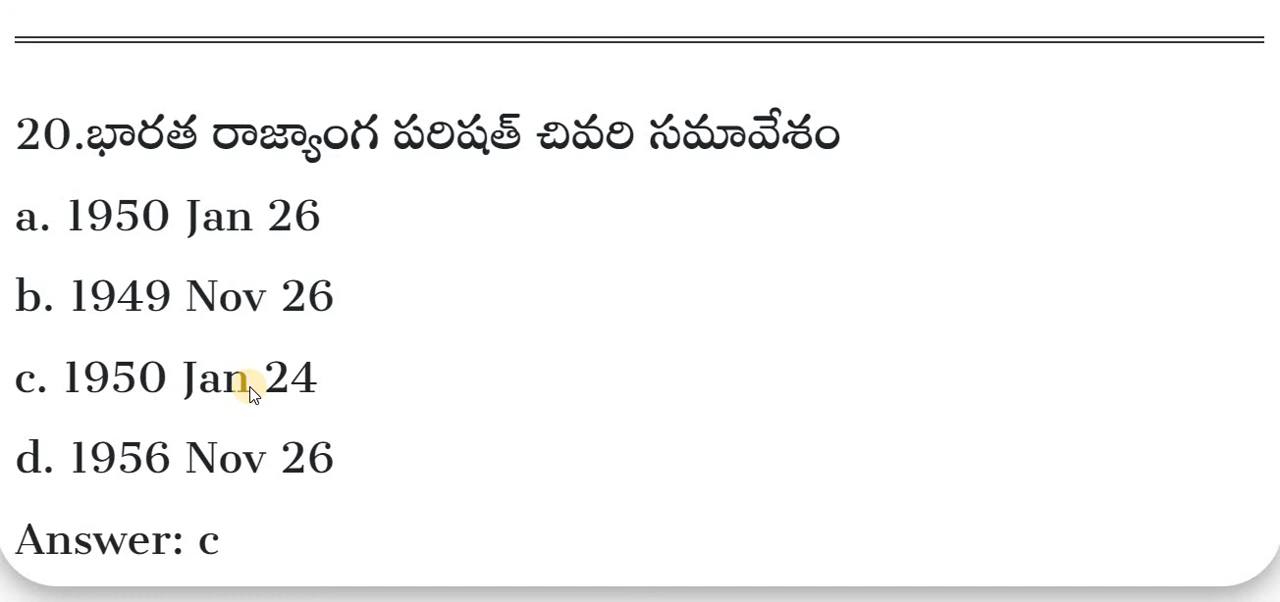 20.భారత రాజ్యాంగ పరిషత్ చివరి సమావేశం
a. 1950 Jan 26
b. 1949 Nov 26
c. 1950 Jan 24
d. 1956 Nov 26
Answer: c